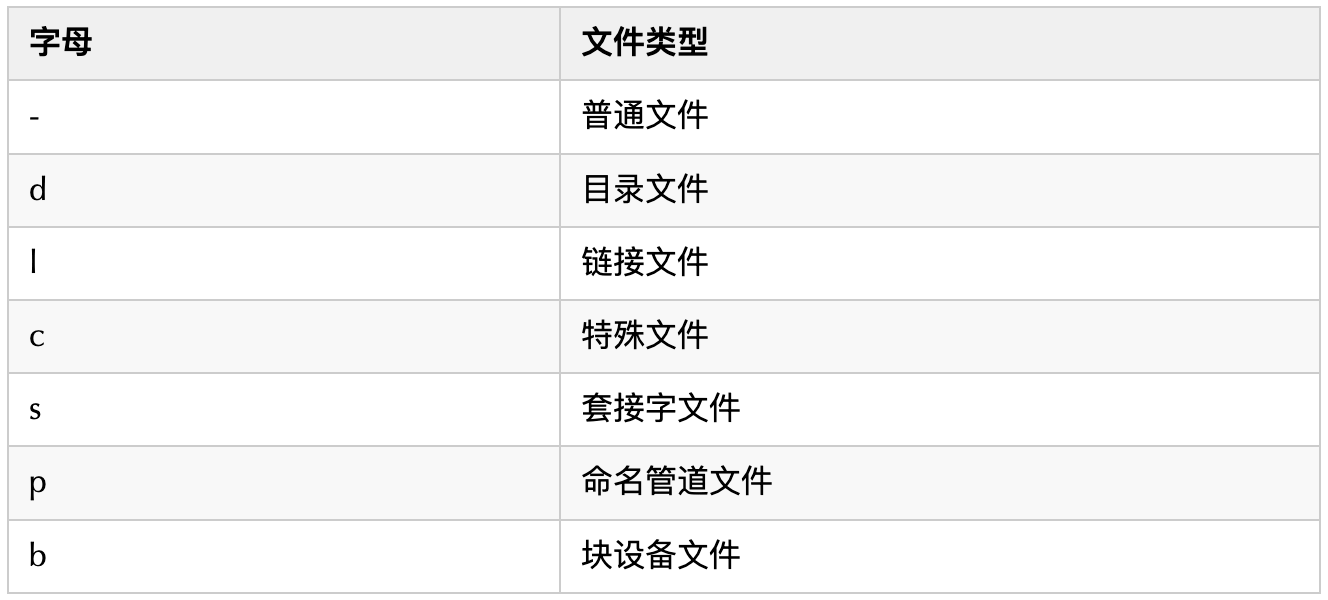 字母 文件类型
- 普通文件
d 目录文件
l 链接文件
c 特殊文件
s 套接字文件
p 命名管道文件
b 块设备文件